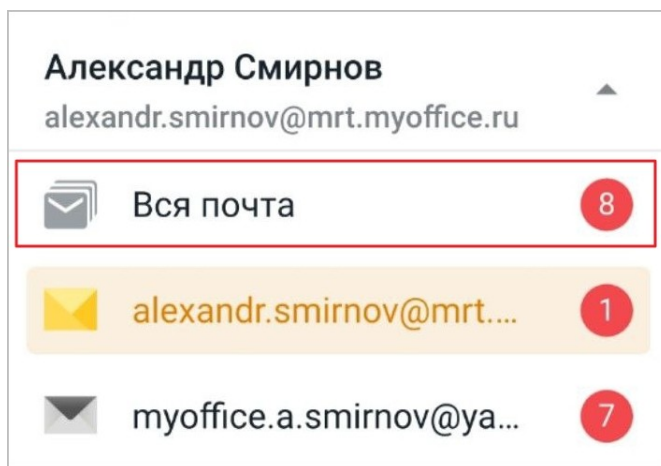 Александр Смирнов
alexandr.smirnov@mrt.myoffice.ru
Вся почта 8
alexandr.smirnov@mrt.... 1
myoffice.a.smirnov@ya... 7